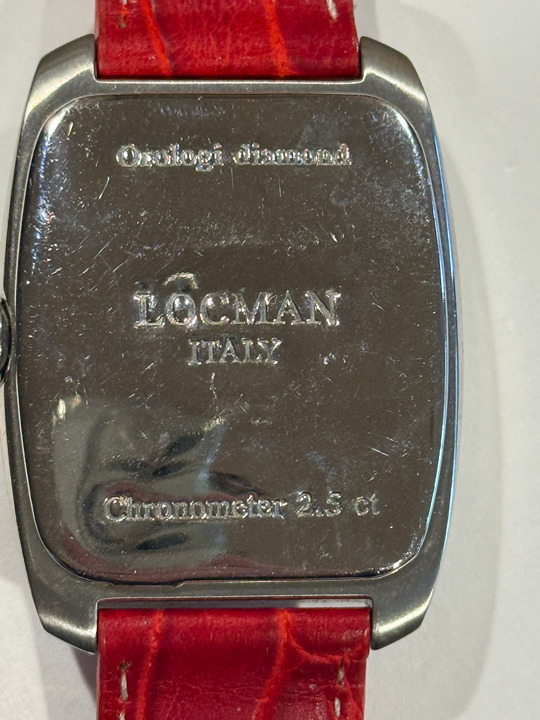 Orologi diamond
LOCMAN
ITALY
Chronometer 2.5 ct